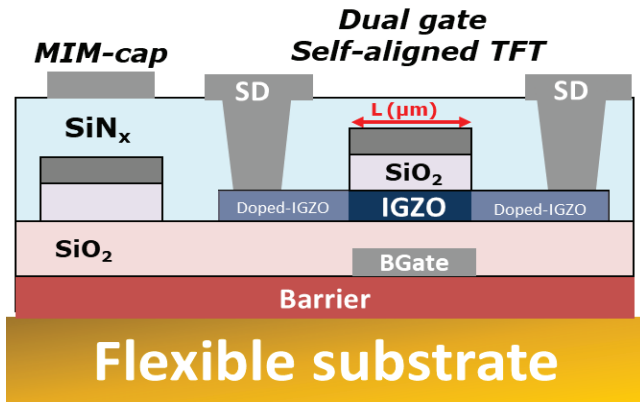 Dual gate
MIM-cap
Self-aligned TFT
SD
SD
L (μm)
SiNₓ
SiO₂
Doped-IGZO
IGZO
Doped-IGZO
SiO₂
BGate
Barrier
Flexible substrate